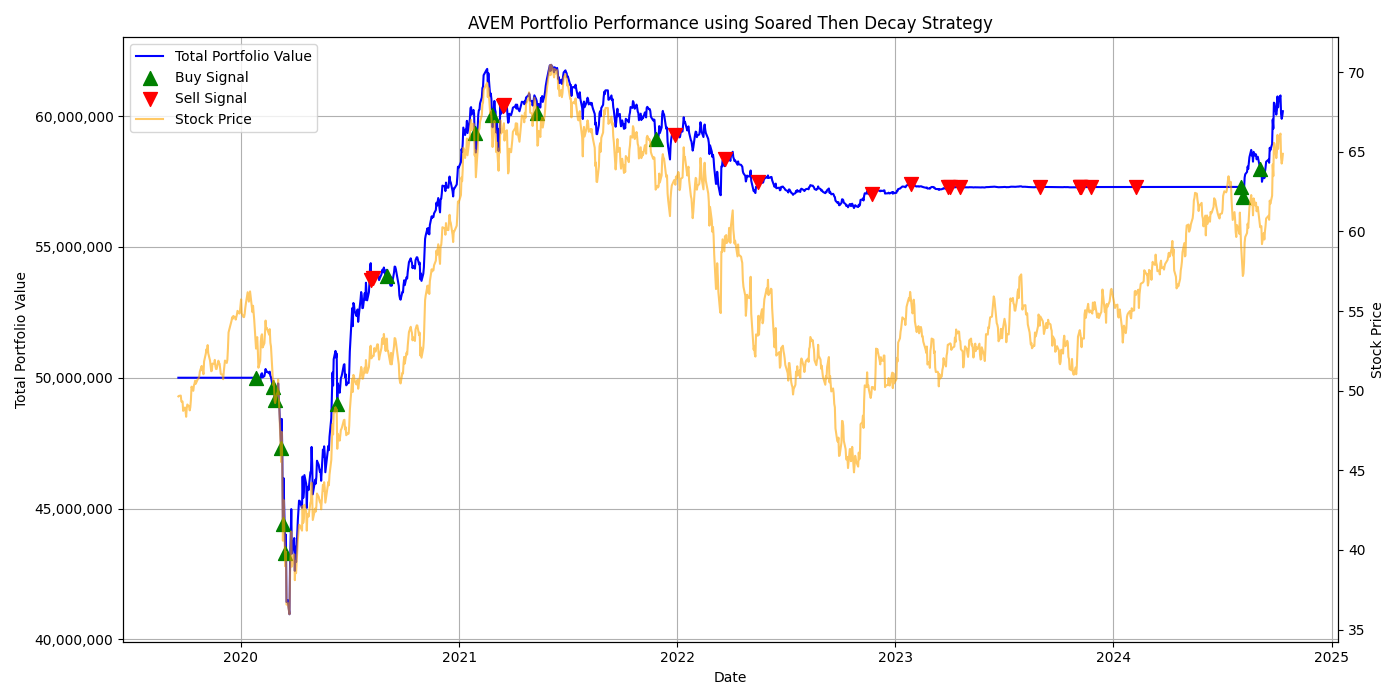 AVEM Portfolio Performance using Soared Then Decay Strategy
Total Portfolio Value
Buy Signal
Sell Signal
Stock Price
60,000,000
55,000,000
50,000,000
45,000,000
40,000,000
Total Portfolio Value
70
65
60
55
50
45
40
35
Stock Price
2020
2021
2022
2023
2024
2025
Date